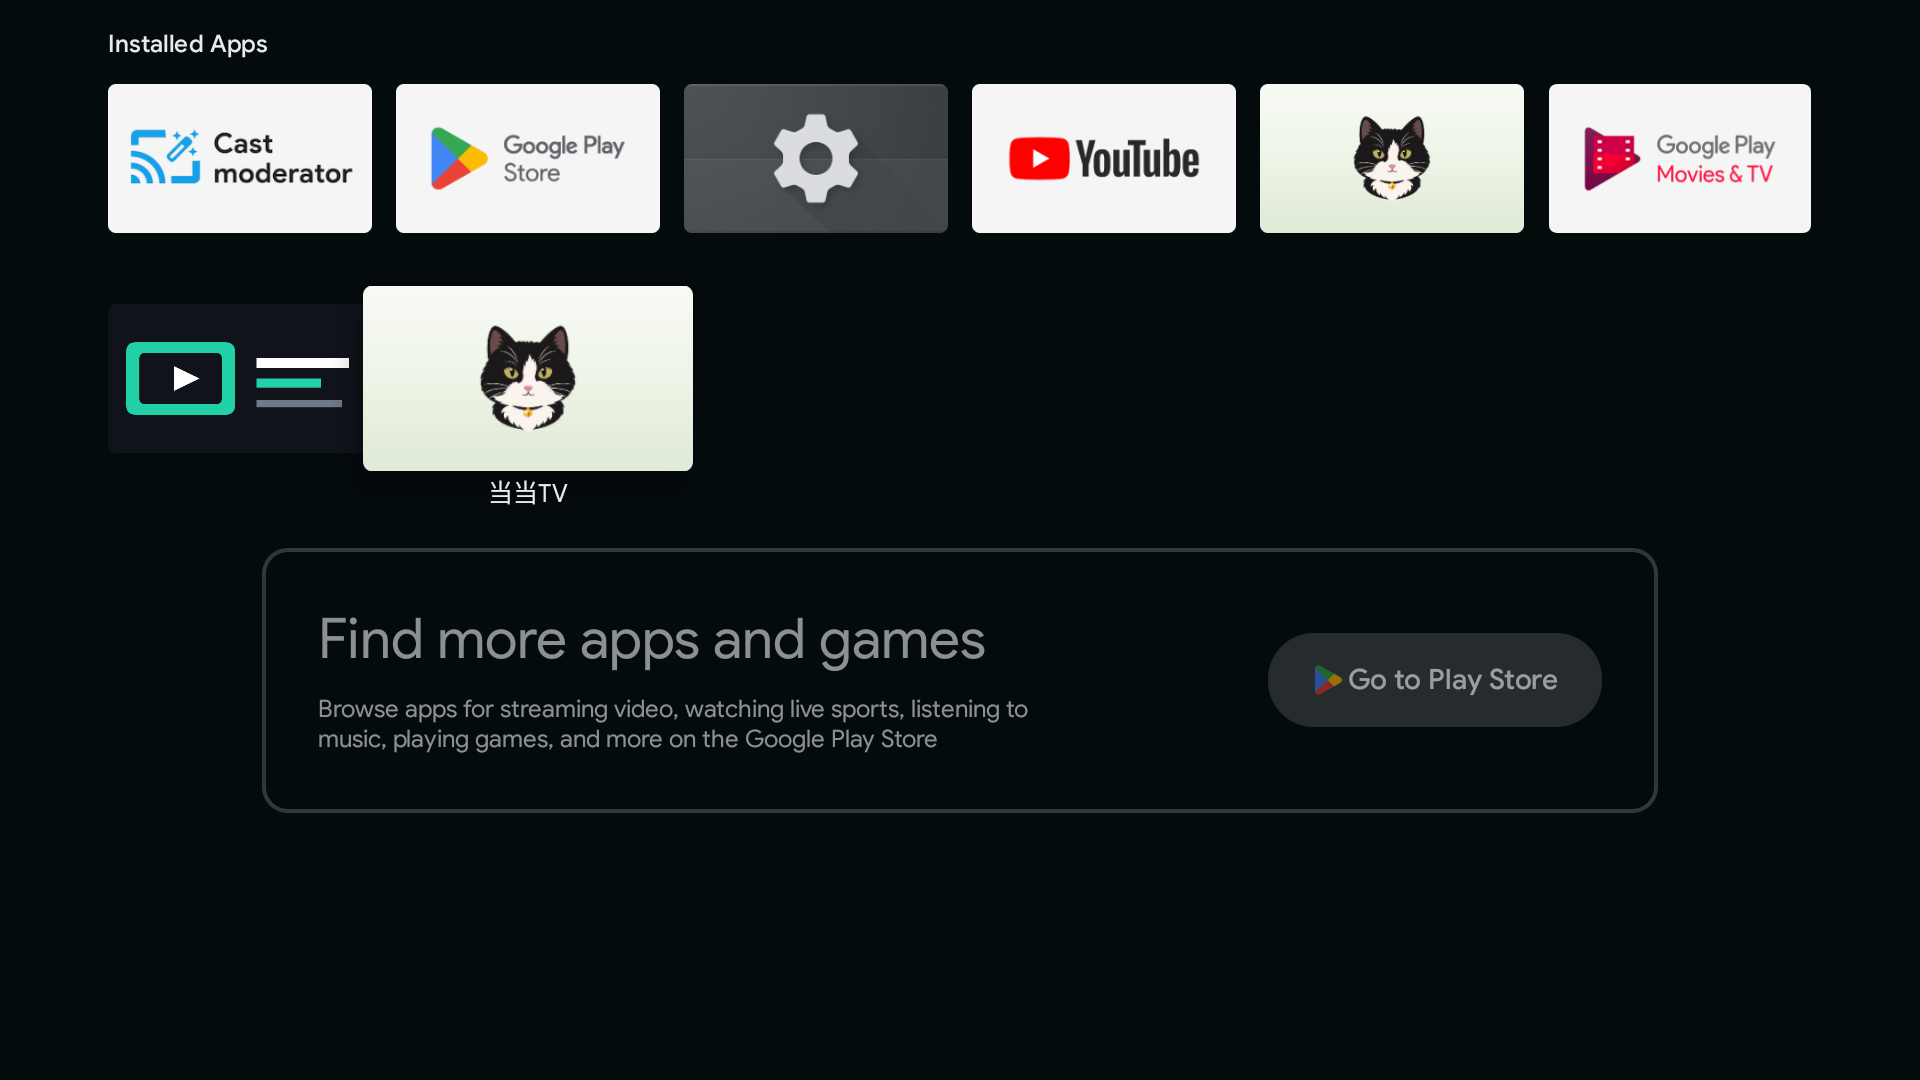 Installed Apps
Cast
moderator
Google Play
Store
YouTube
Google Play
Movies & TV
当当TV
Find more apps and games
Browse apps for streaming video, watching live sports, listening to
music, playing games, and more on the Google Play Store
Go to Play Store